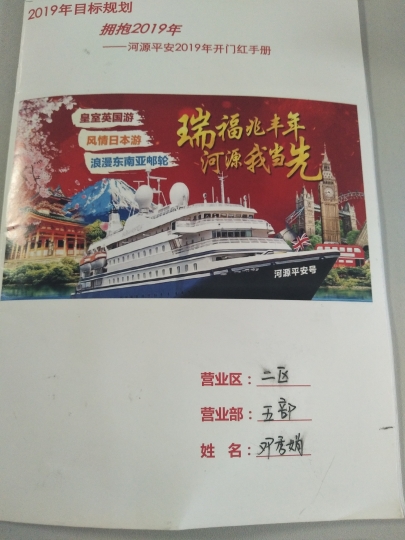 2019年目标规划
拥抱2019年
——河源平安2019年开门红手册
皇室英国游
风情日本游
浪漫东南亚邮轮
瑞福兆丰年
河源我当先
河源平安号
营业区：二区
营业部：五部
姓 名：邓秀娟